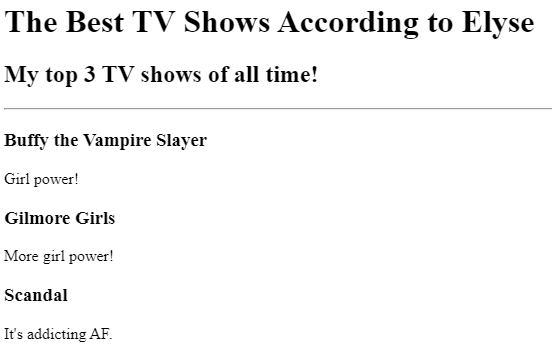 The Best TV Shows According to Elyse
My top 3 TV shows of all time!
Buffy the Vampire Slayer
Girl power!
Gilmore Girls
More girl power!
Scandal
It's addicting AF.